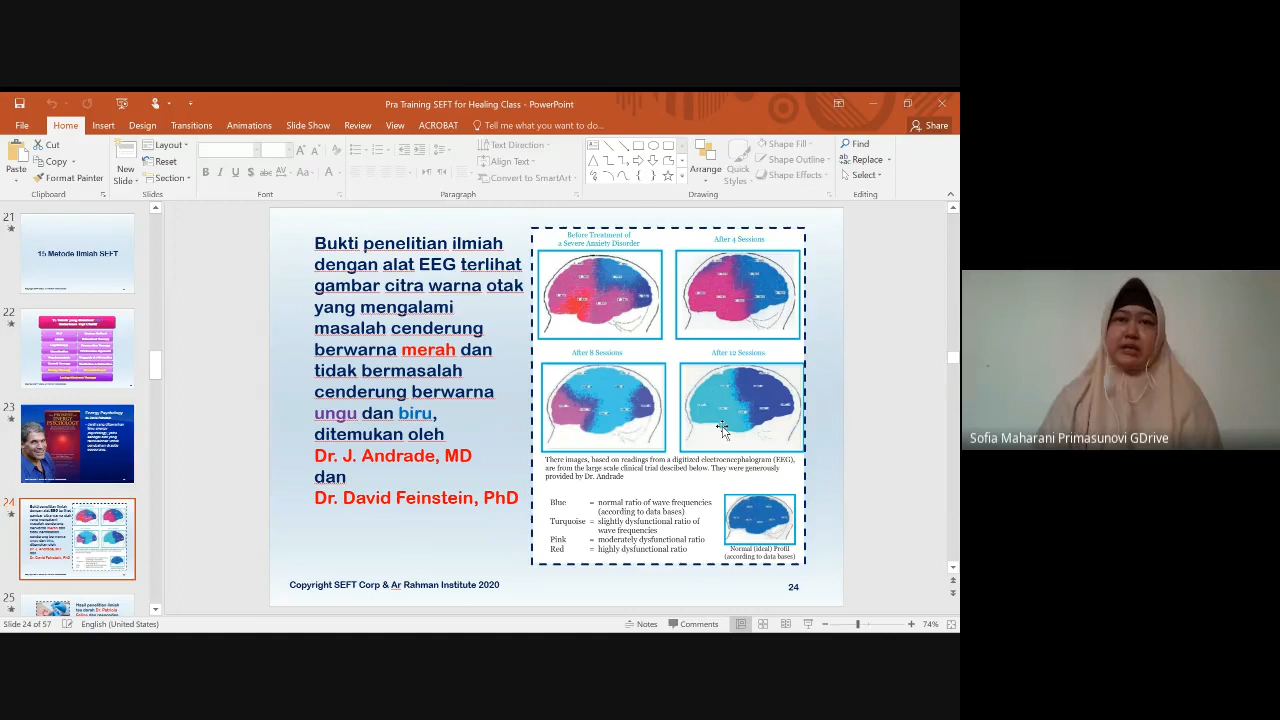 Pra Training SEFT for Healing Class - PowerPoint
File Home Insert Design Transitions Animations Slide Show Review View ACROBAT Tell me what you want to do... Share
Paste
Cut
Copy
Format Painter
Clipboard
New
Slide
Layout
Reset
Section
Slides
Font
Text Direction
Align Text
Convert to SmartArt
Paragraph
Arrange
Quick
Styles
Shape Fill
Shape Outline
Shape Effects
Drawing
Find
Replace
Select
Editing
21
15 Metode Ilmiah SEFT
22
23
Energy Psychology
24
25
Bukti penelitian ilmiah
dengan alat EEG terlihat
gambar citra warna otak
yang mengalami
masalah cenderung
berwarna merah dan
tidak bermasalah
cenderung berwarna
ungu dan biru,
ditemukan oleh
Dr. J. Andrade, MD
dan
Dr. David Feinstein, PhD
Before Treatment of
a Severe Anxiety Disorder
After 4 Sessions
After 8 Sessions
After 12 Sessions
There images, based on readings from a digitized electroencephalogram (EEG),
are from the large scale clinical trial descibed below. They were generously
provided by Dr. Andrade
Blue = normal ratio of wave frequencies
(according to data bases)
Turquoise = slightly dysfunctional ratio of
wave frequencies
Pink = moderately dysfunctional ratio
Red = highly dysfunctional ratio
Normal (ideal) Profil
(according to data bases)
Copyright SEFT Corp & Ar Rahman Institute 2020
24
Slide 24 of 57
English (United States)
Notes
Comments
74%
Sofia Maharani Primasunovi GDrive